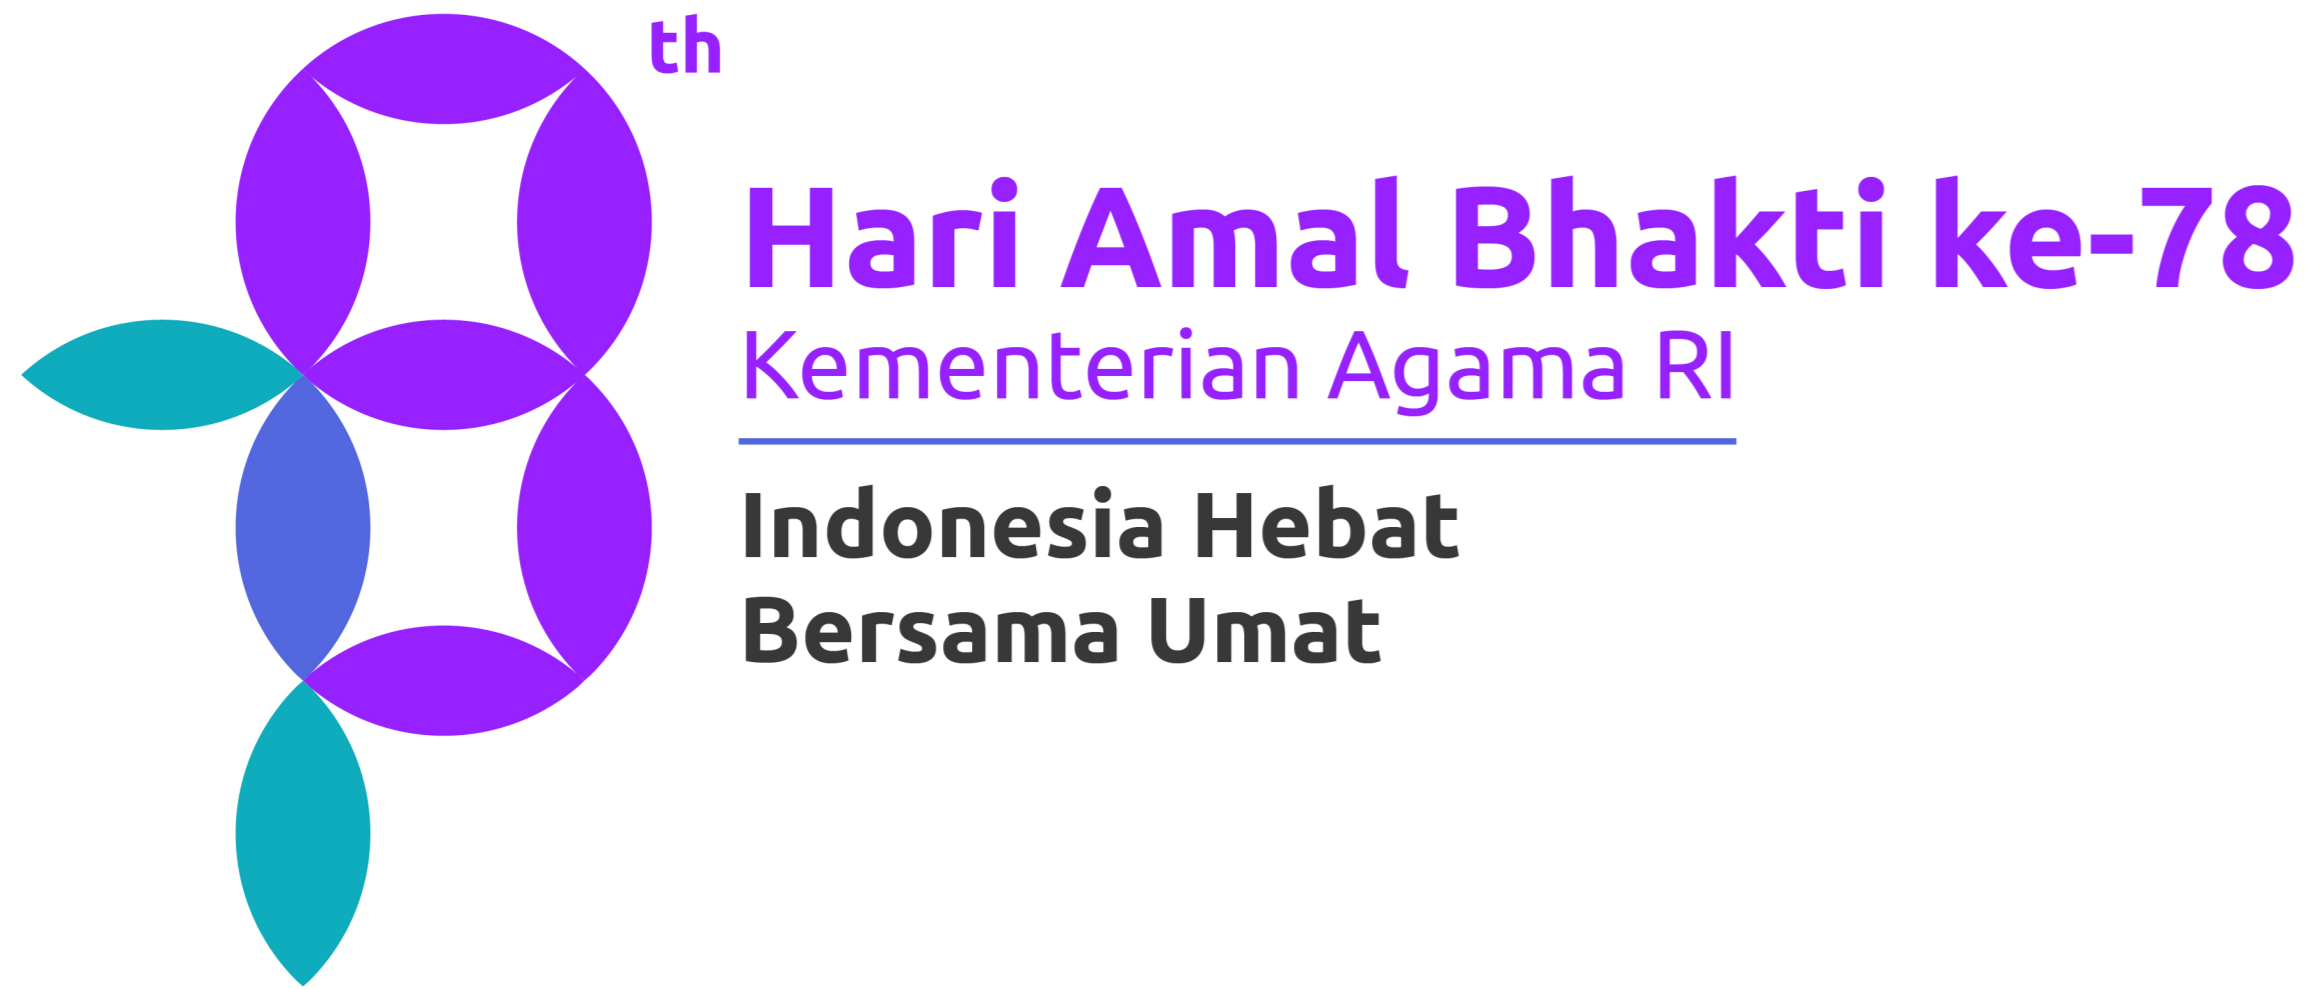 th
Hari Amal Bhakti ke-78
Kementerian Agama RI
Indonesia Hebat
Bersama Umat